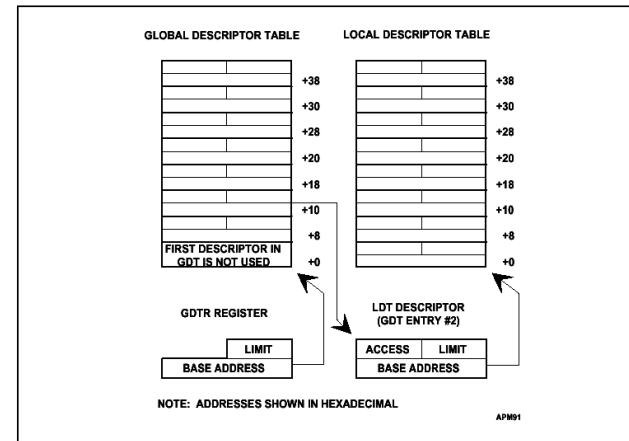 GLOBAL DESCRIPTOR TABLE
LOCAL DESCRIPTOR TABLE
+38
+30
+28
+20
+18
+10
+8
+0
FIRST DESCRIPTOR IN
GDT IS NOT USED
+38
+30
+28
+20
+18
+10
+8
+0
GDTR REGISTER
LIMIT
BASE ADDRESS
LDT DESCRIPTOR
(GDT ENTRY #2)
ACCESS LIMIT
BASE ADDRESS
NOTE: ADDRESSES SHOWN IN HEXADECIMAL
APM91